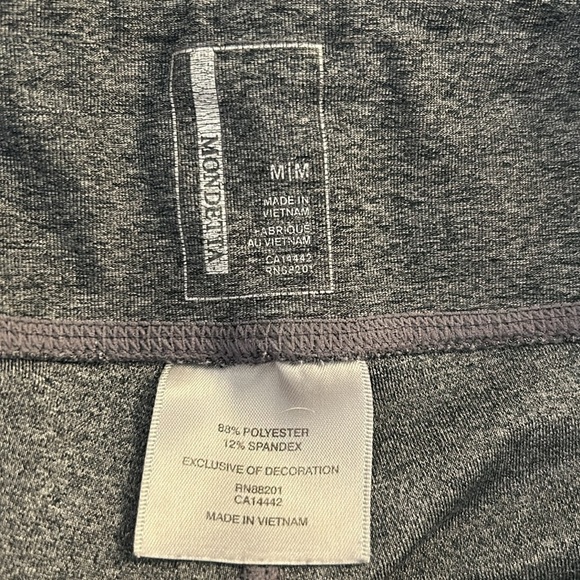 MONDETTA
M|M
MADE IN
VIETNAM
FABRIQUÉ
AU VIETNAM
CA14442
RN88201
88% POLYESTER
12% SPANDEX
EXCLUSIVE OF DECORATION
RN88201
CA14442
MADE IN VIETNAM